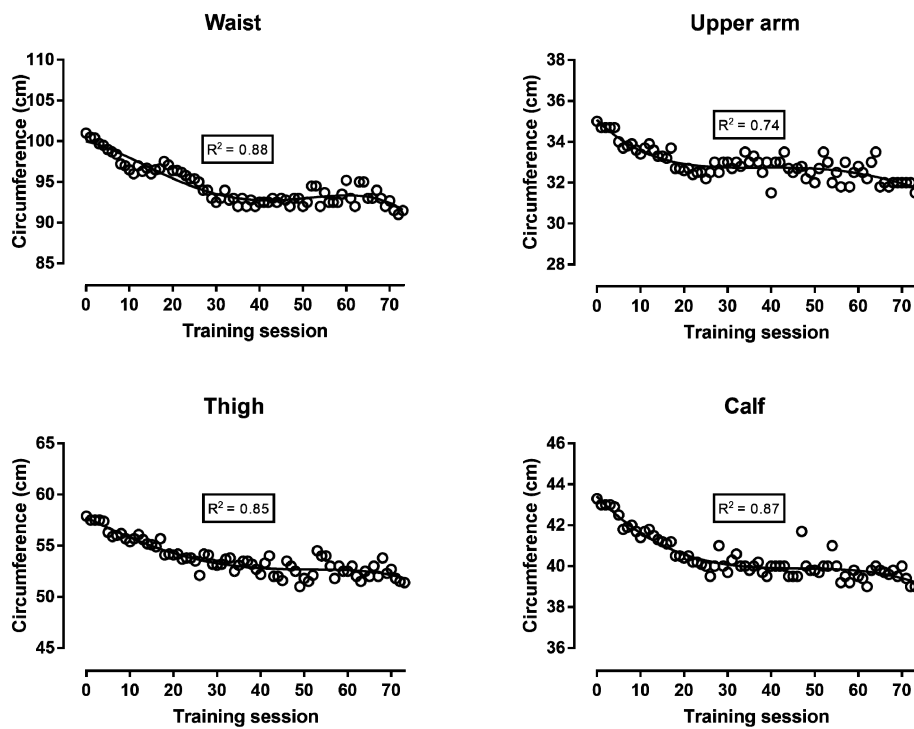 Waist
110
105
100
95
90
85
Circumference (cm)
R² = 0.88
0 10 20 30 40 50 60 70
Training session
Upper arm
38
36
34
32
30
28
Circumference (cm)
R² = 0.74
0 10 20 30 40 50 60 70
Training session
Thigh
65
60
55
50
45
Circumference (cm)
R² = 0.85
0 10 20 30 40 50 60 70
Training session
Calf
46
44
42
40
38
36
Circumference (cm)
R² = 0.87
0 10 20 30 40 50 60 70
Training session